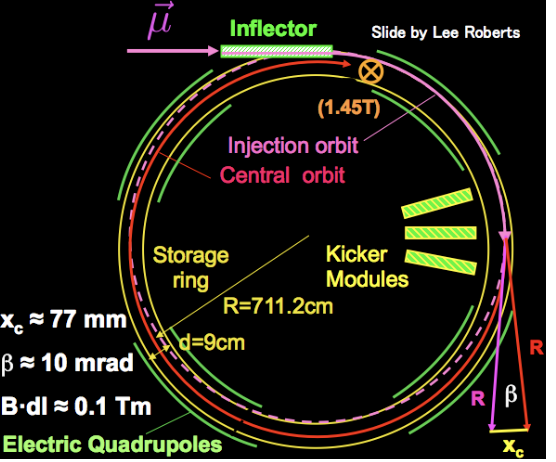 μ⃗
Inflector
Slide by Lee Roberts
(1.45T)
Injection orbit
Central orbit
Storage
ring
Kicker
Modules
R=711.2cm
d=9cm
x_c ≈ 77 mm
β ≈ 10 mrad
B·dl ≈ 0.1 Tm
Electric Quadrupoles
R
R
β
x_c